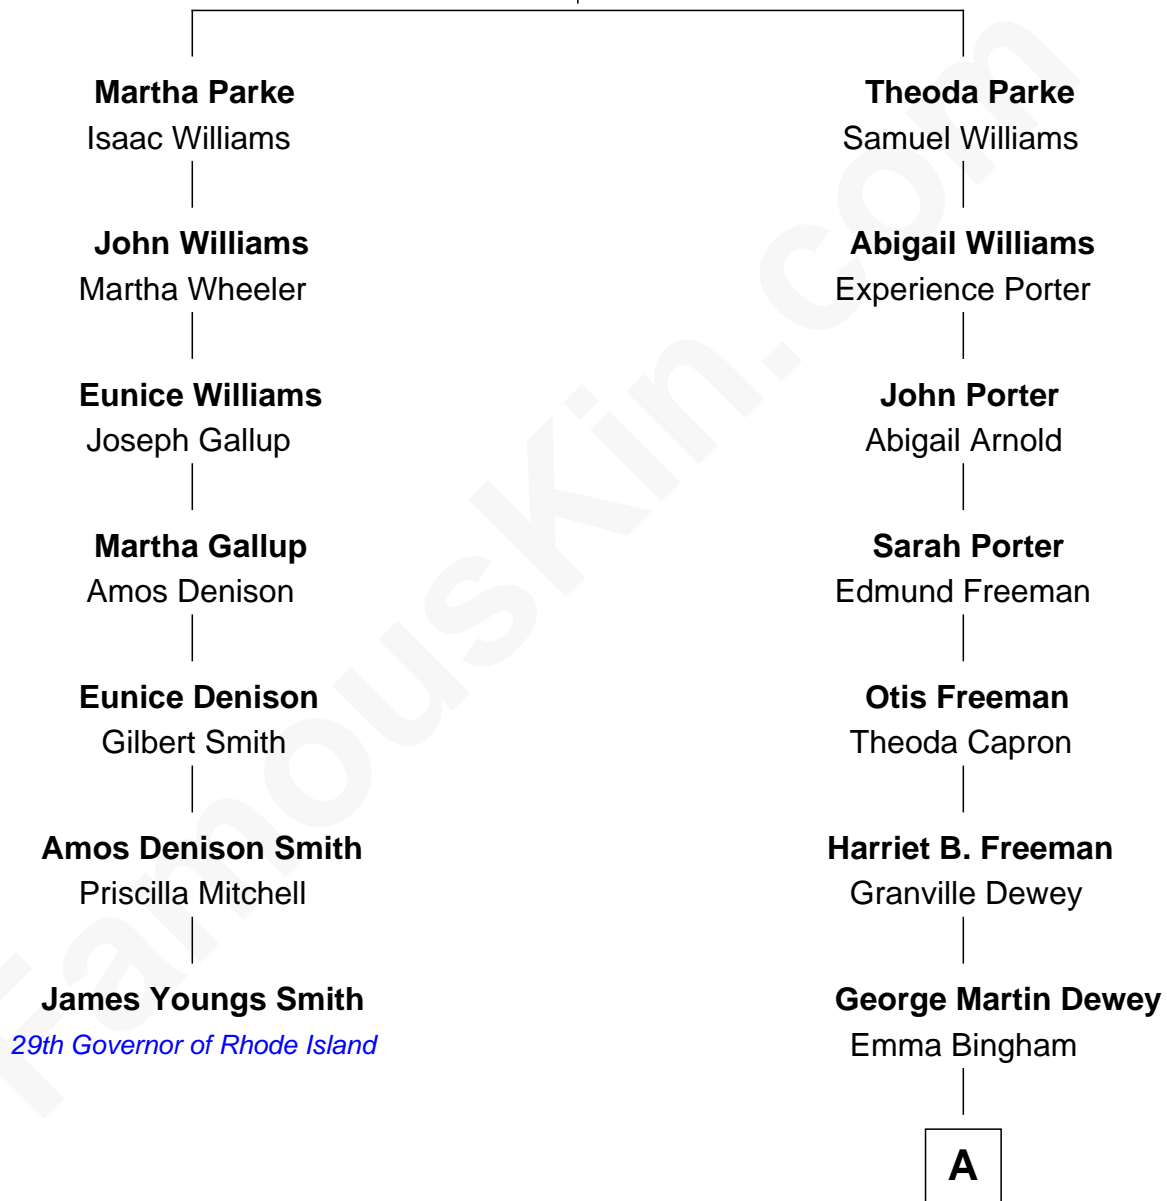 Martha Parke
Isaac Williams
Theoda Parke
Samuel Williams
John Williams
Martha Wheeler
Abigail Williams
Experience Porter
Eunice Williams
Joseph Gallup
John Porter
Abigail Arnold
Martha Gallup
Amos Denison
Sarah Porter
Edmund Freeman
Eunice Denison
Gilbert Smith
Otis Freeman
Theoda Capron
Amos Denison Smith
Priscilla Mitchell
Harriet B. Freeman
Granville Dewey
James Youngs Smith
29th Governor of Rhode Island
George Martin Dewey
Emma Bingham
A
FamousKin.com